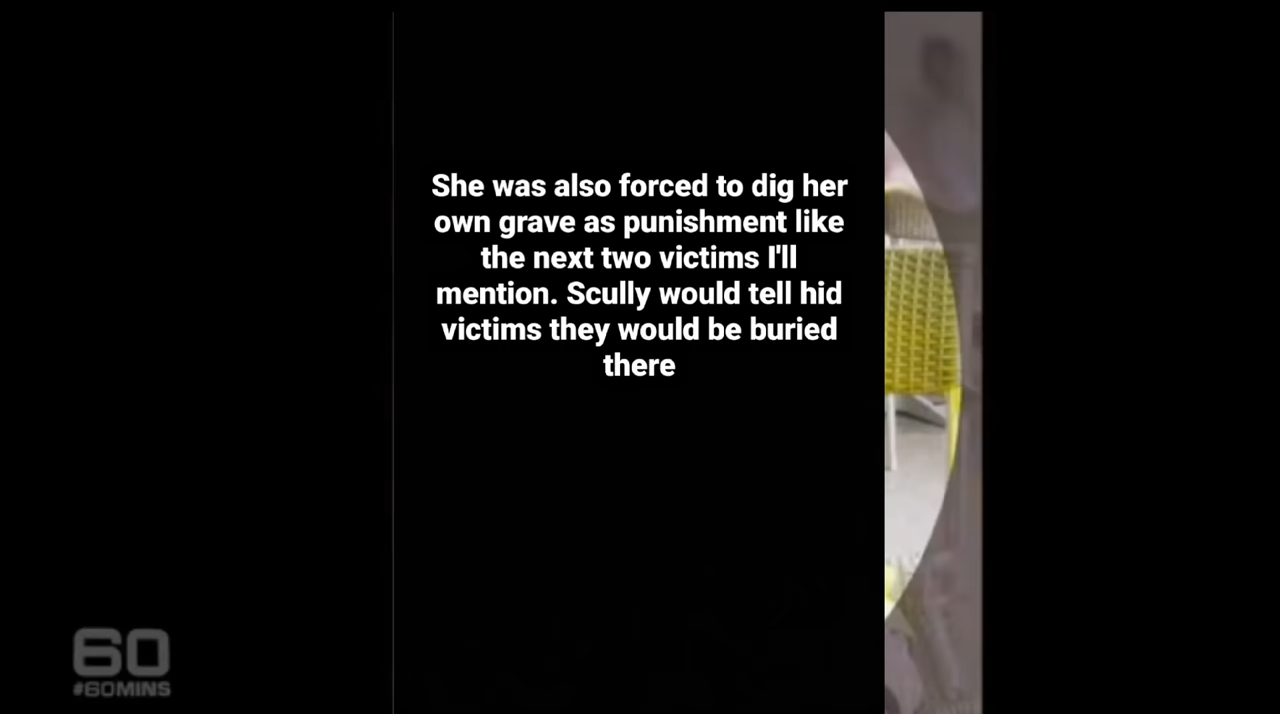 She was also forced to dig her
own grave as punishment like
the next two victims I'll
mention. Scully would tell hid
victims they would be buried
there
60
#60MINS